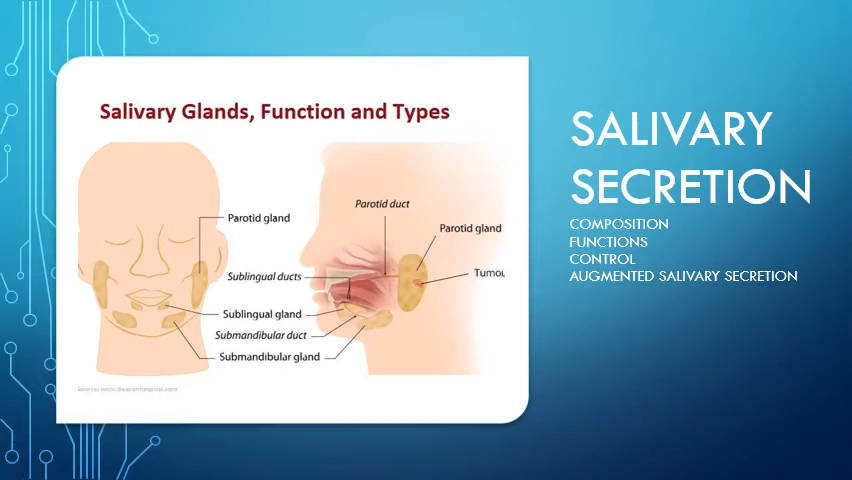 Salivary Glands, Function and Types
Parotid gland
Sublingual ducts
Sublingual gland
Submandibular duct
Submandibular gland
Parotid duct
Parotid gland
Tumou
SALIVARY
SECRETION
COMPOSITION
FUNCTIONS
CONTROL
AUGMENTED SALIVARY SECRETION